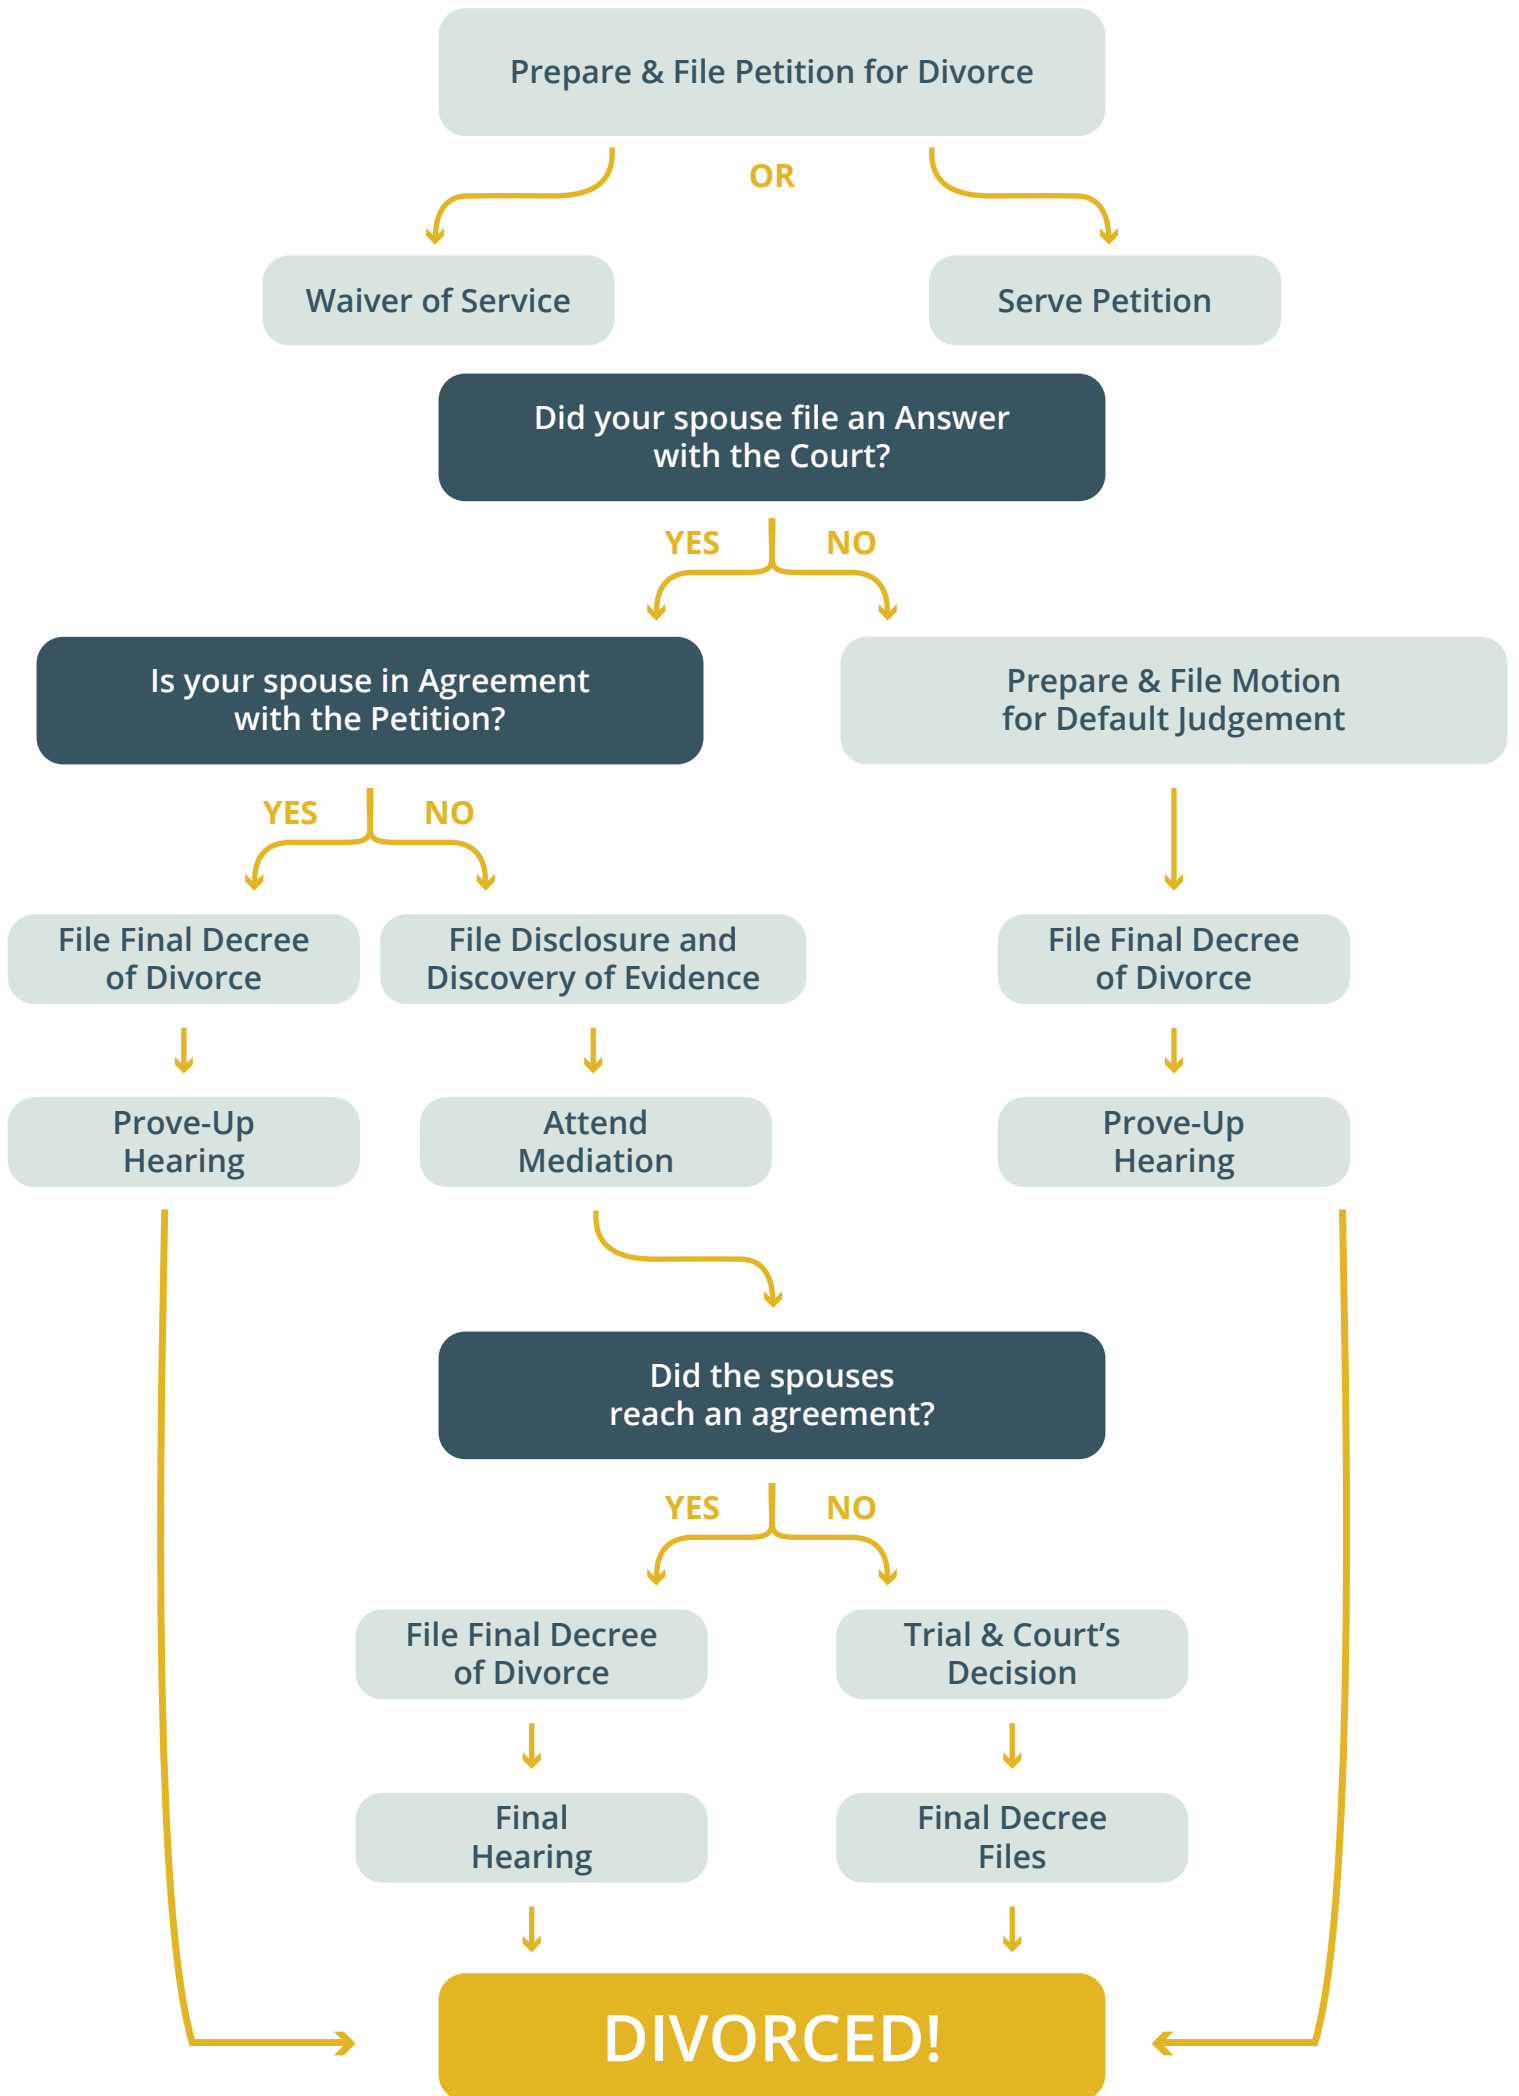 Prepare & File Petition for Divorce
OR
Waiver of Service
Serve Petition
Did your spouse file an Answer
with the Court?
YES
NO
Is your spouse in Agreement
with the Petition?
Prepare & File Motion
for Default Judgement
YES
NO
File Final Decree
of Divorce
File Disclosure and
Discovery of Evidence
File Final Decree
of Divorce
Prove-Up
Hearing
Attend
Mediation
Prove-Up
Hearing
Did the spouses
reach an agreement?
YES
NO
File Final Decree
of Divorce
Trial & Court’s
Decision
Final
Hearing
Final Decree
Files
DIVORCED!